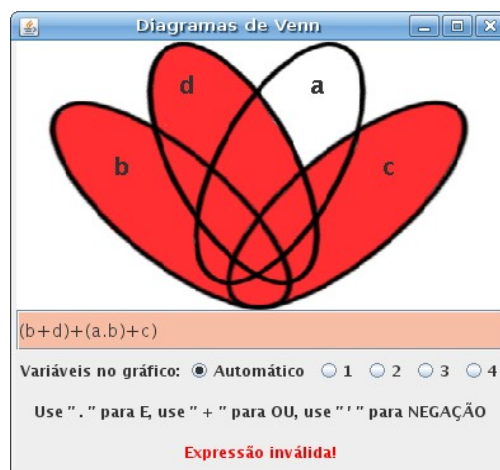 Diagramas de Venn
d a
b c
(b+d)+(a.b)+c)
Variáveis no gráfico: Automático 1 2 3 4
Use " . " para E, use " + " para OU, use " ' " para NEGAÇÃO
Expressão inválida!